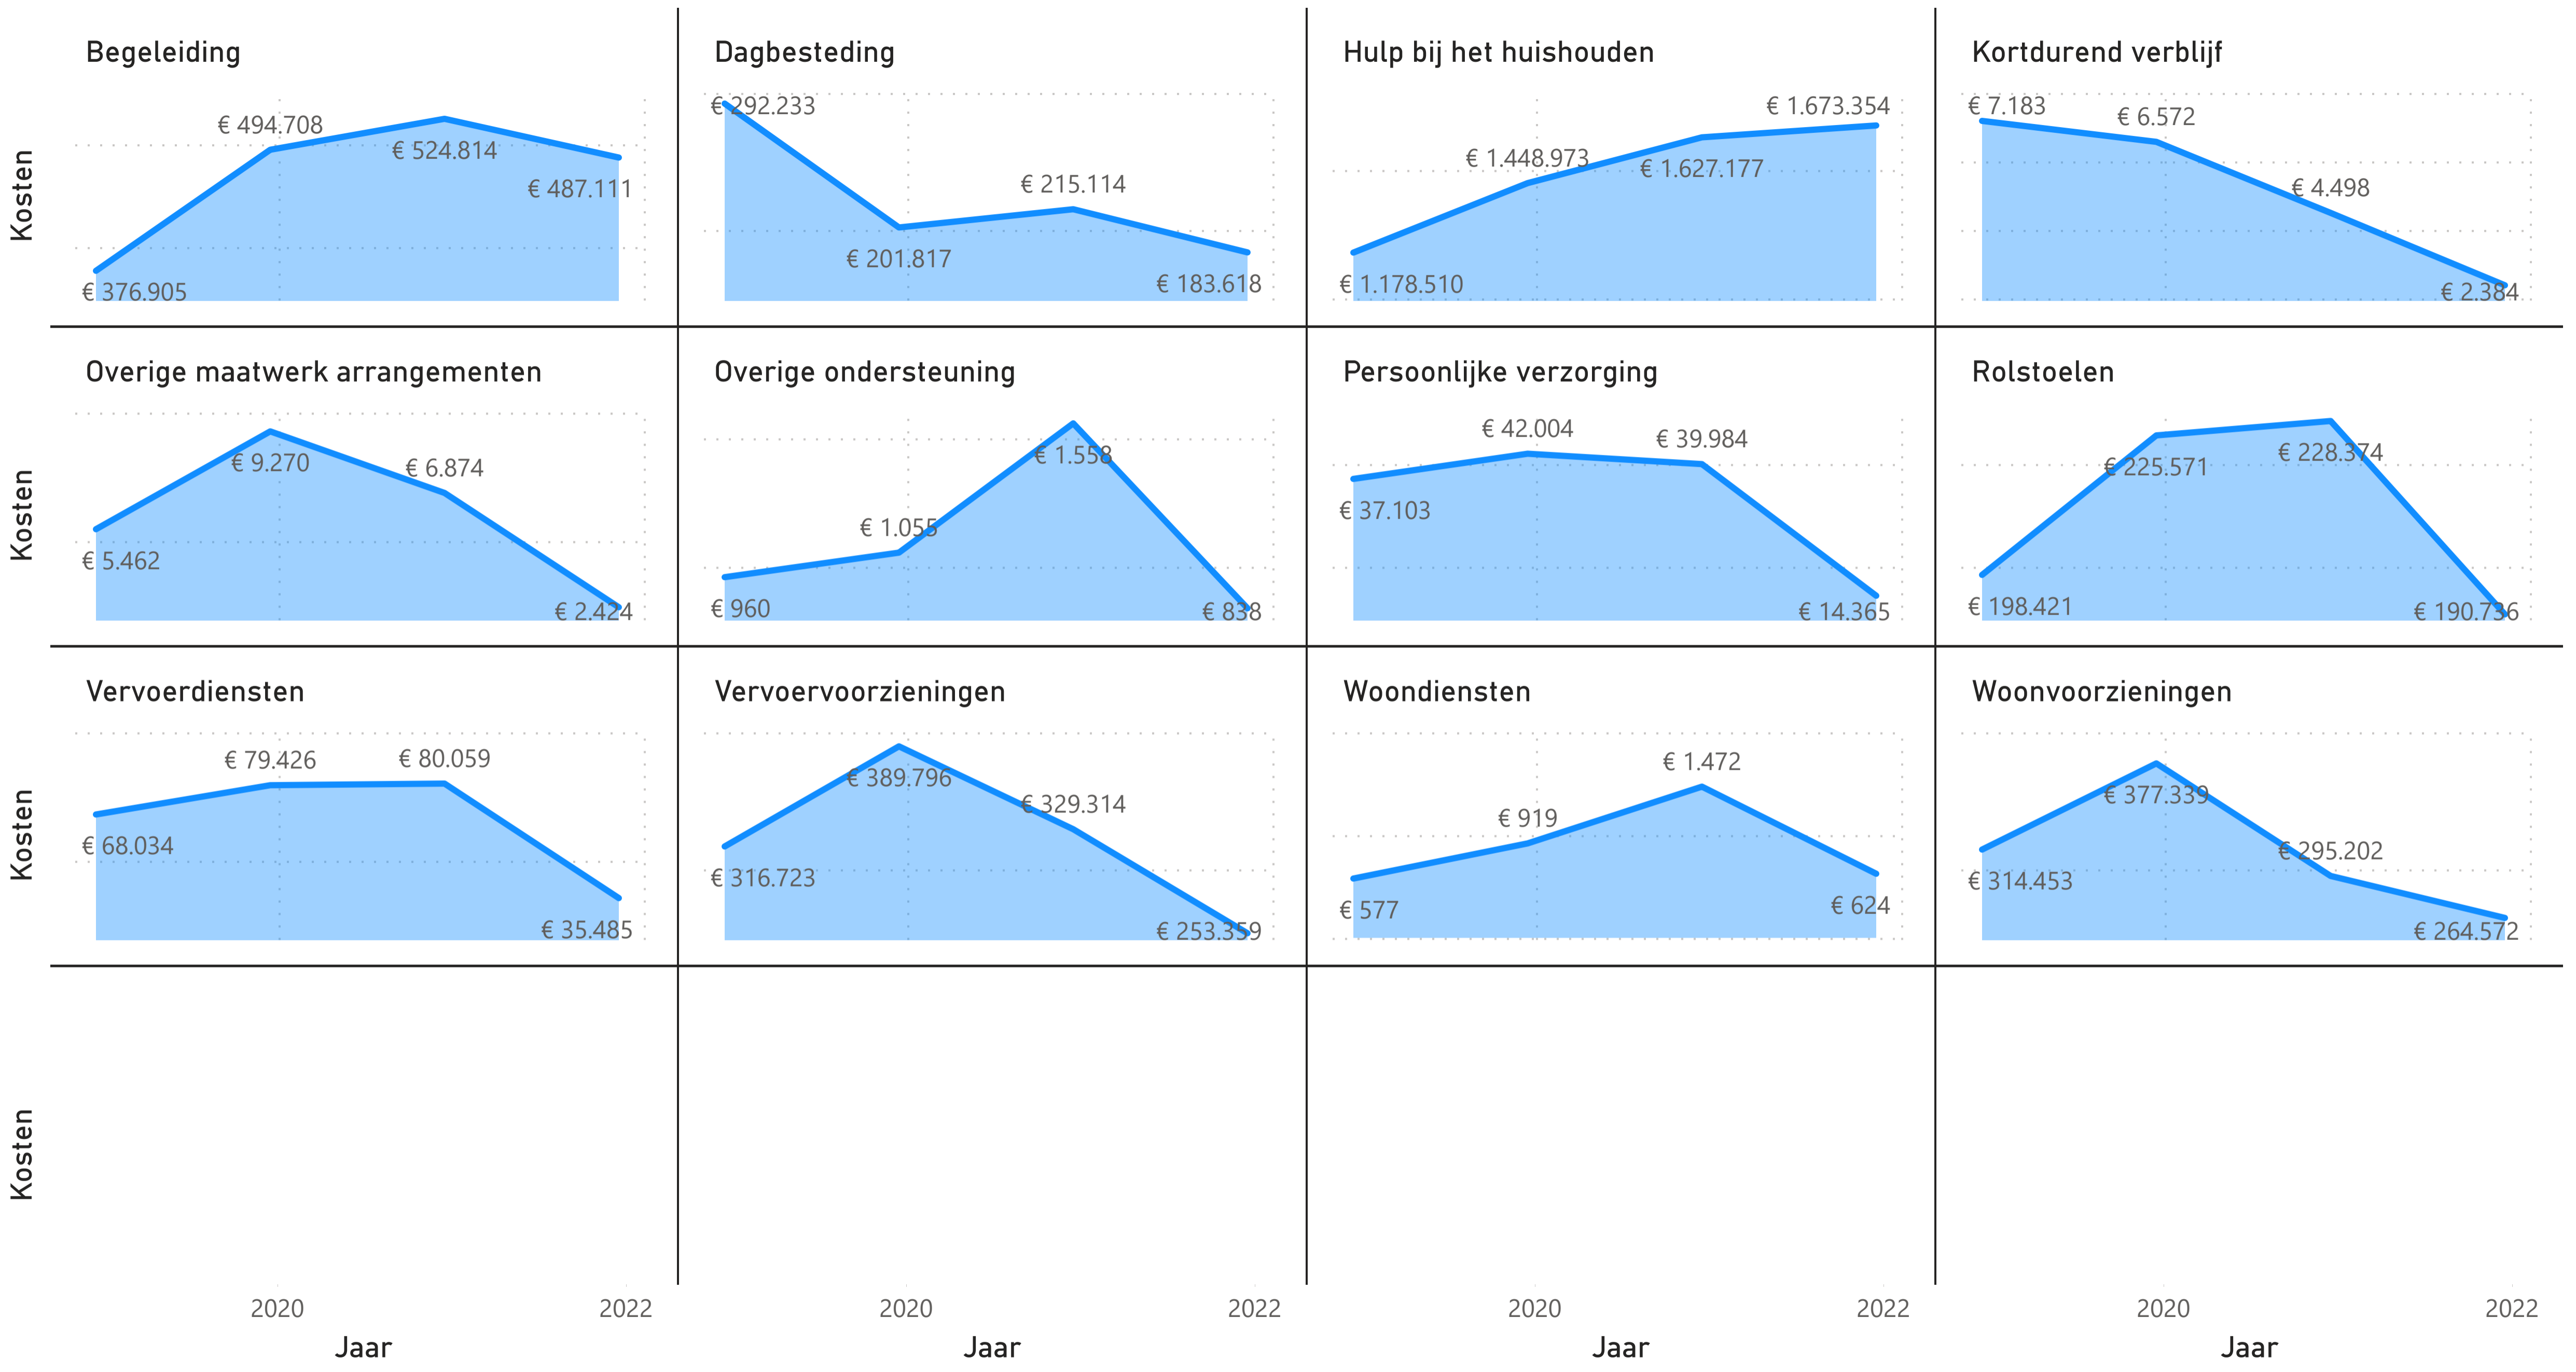 Begeleiding
Kosten
€ 376.905
€ 494.708
€ 524.814
€ 487.111
Dagbesteding
€ 292.233
€ 201.817
€ 215.114
€ 183.618
Hulp bij het huishouden
€ 1.178.510
€ 1.448.973
€ 1.627.177
€ 1.673.354
Kortdurend verblijf
€ 7.183
€ 6.572
€ 4.498
€ 2.384
Overige maatwerk arrangementen
Kosten
€ 5.462
€ 9.270
€ 6.874
€ 2.424
Overige ondersteuning
€ 960
€ 1.055
€ 1.558
€ 838
Persoonlijke verzorging
€ 37.103
€ 42.004
€ 39.984
€ 14.365
Rolstoelen
€ 198.421
€ 225.571
€ 228.374
€ 190.736
Vervoerdiensten
Kosten
€ 68.034
€ 79.426
€ 80.059
€ 35.485
Vervoervoorzieningen
€ 316.723
€ 389.796
€ 329.314
€ 253.359
Woondiensten
€ 577
€ 919
€ 1.472
€ 624
Woonvoorzieningen
€ 314.453
€ 377.339
€ 295.202
€ 264.572
Kosten
2020 2022 2020 2022 2020 2022 2020 2022
Jaar Jaar Jaar Jaar